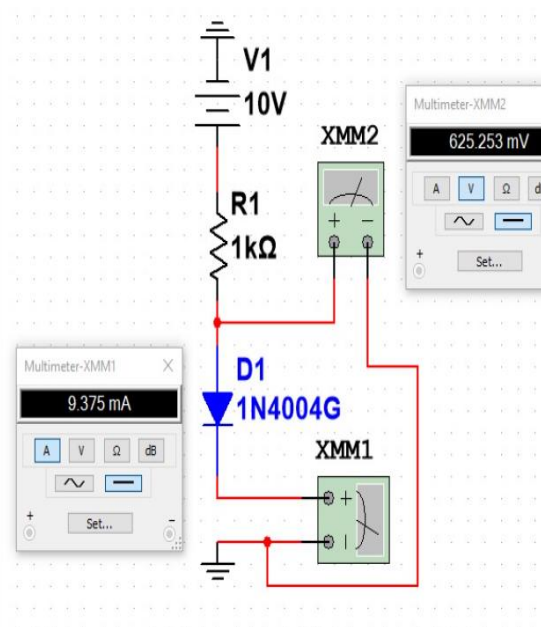 V1
10V
XMM2
R1
1kΩ
D1
1N4004G
XMM1
Multimeter-XMM2
625.253 mV
A V Ω d
+
Set...
Multimeter-XMM1 X
9.375 mA
A V Ω dB
+ Set... -
+ -
+